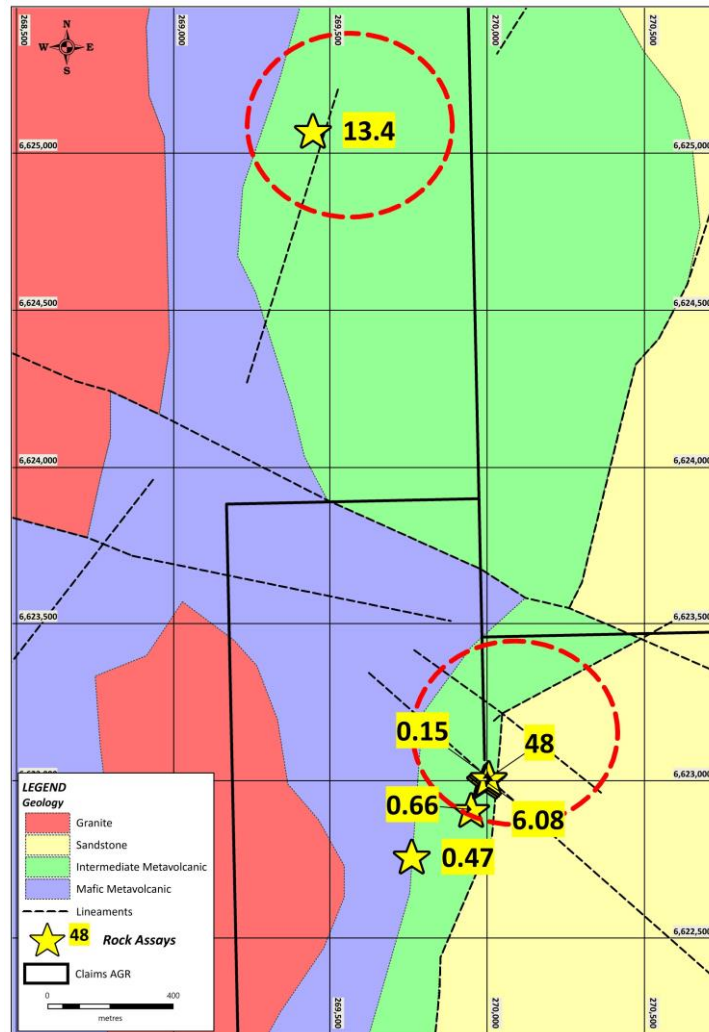 268,500
269,000
269,500
270,000
270,500
N
W E
S
13.4
6,625,000
6,625,000
6,624,500
6,624,500
6,624,000
6,624,000
6,623,500
6,623,500
0.15
48
6,623,000
0.66
6.08
0.47
6,622,500
269,500
270,000
270,500
LEGEND
Geology
Granite
Sandstone
Intermediate Metavolcanic
Mafic Metavolcanic
Lineaments
48 Rock Assays
Claims AGR
0 400
metres